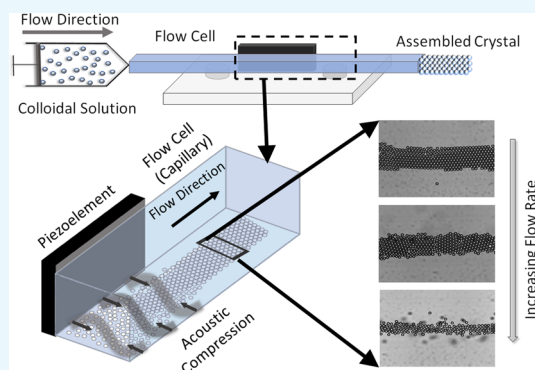 Flow Direction
Flow Cell
Assembled Crystal
Colloidal Solution
Flow Cell
(Capillary)
Flow Direction
Piezoelement
Acoustic
Compression
Increasing Flow Rate